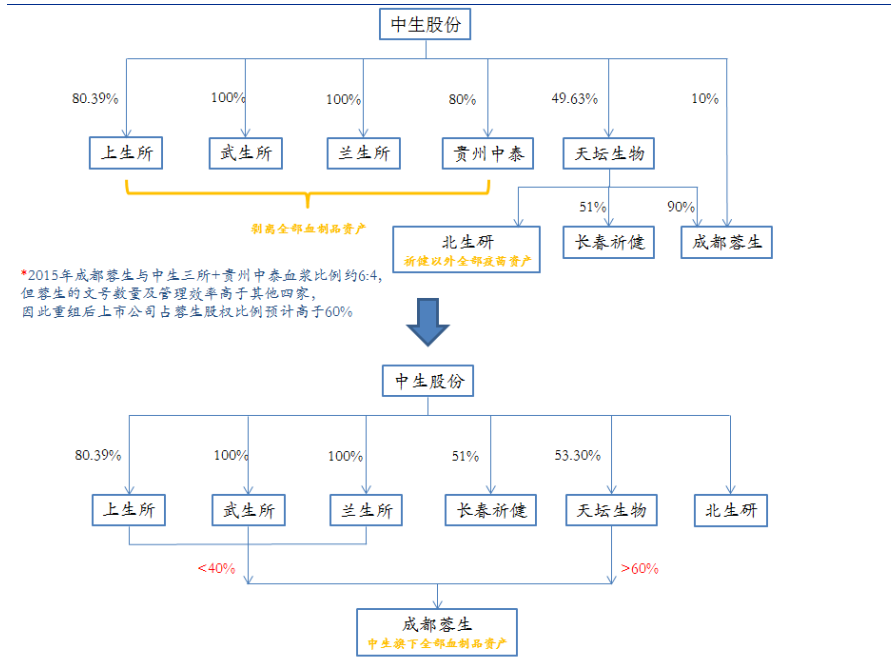 中生股份
80.39%
100%
100%
80%
49.63%
10%
上生所
武生所
兰生所
贵州中泰
天坛生物
剥离全部血制品资产
51%
90%
北生研
祈健以外全部疫苗资产
长春祈健
成都蓉生
*2015年成都蓉生与中生三所+贵州中泰血浆比例约6:4,
但蓉生的文号数量及管理效率高于其他四家,
因此重组后上市公司占蓉生股权比例预计高于60%
中生股份
80.39%
100%
100%
51%
53.30%
上生所
武生所
兰生所
长春祈健
天坛生物
北生研
<40%
>60%
成都蓉生
中生旗下全部血制品资产